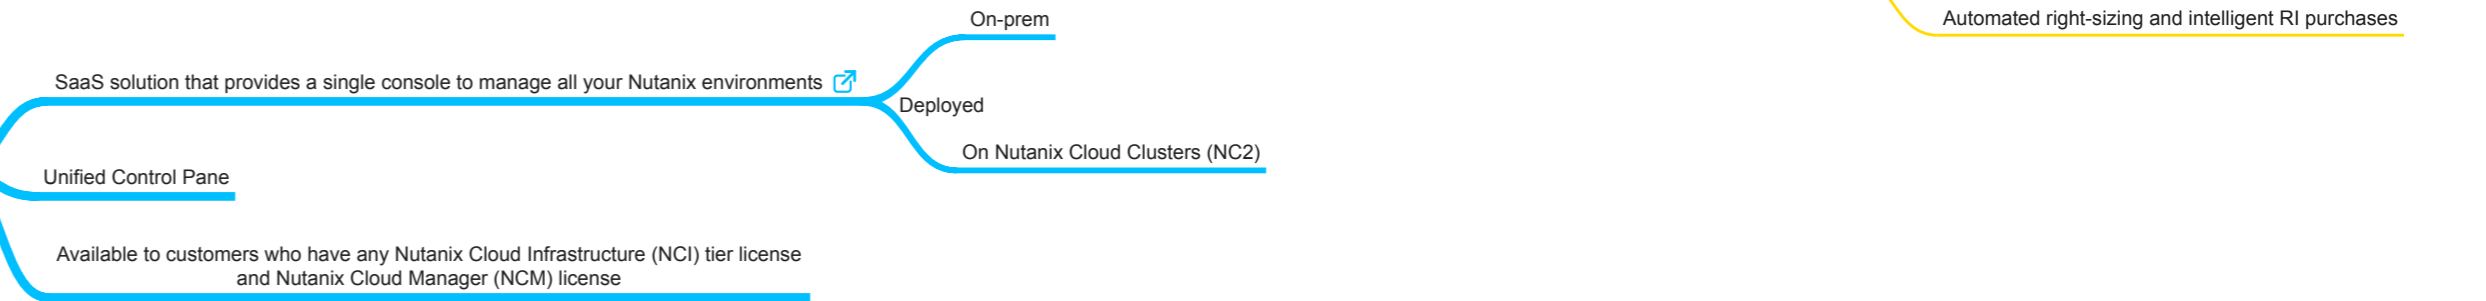 On-prem
Automated right-sizing and intelligent RI purchases
SaaS solution that provides a single console to manage all your Nutanix environments
Deployed
On Nutanix Cloud Clusters (NC2)
Unified Control Pane
Available to customers who have any Nutanix Cloud Infrastructure (NCI) tier license
and Nutanix Cloud Manager (NCM) license